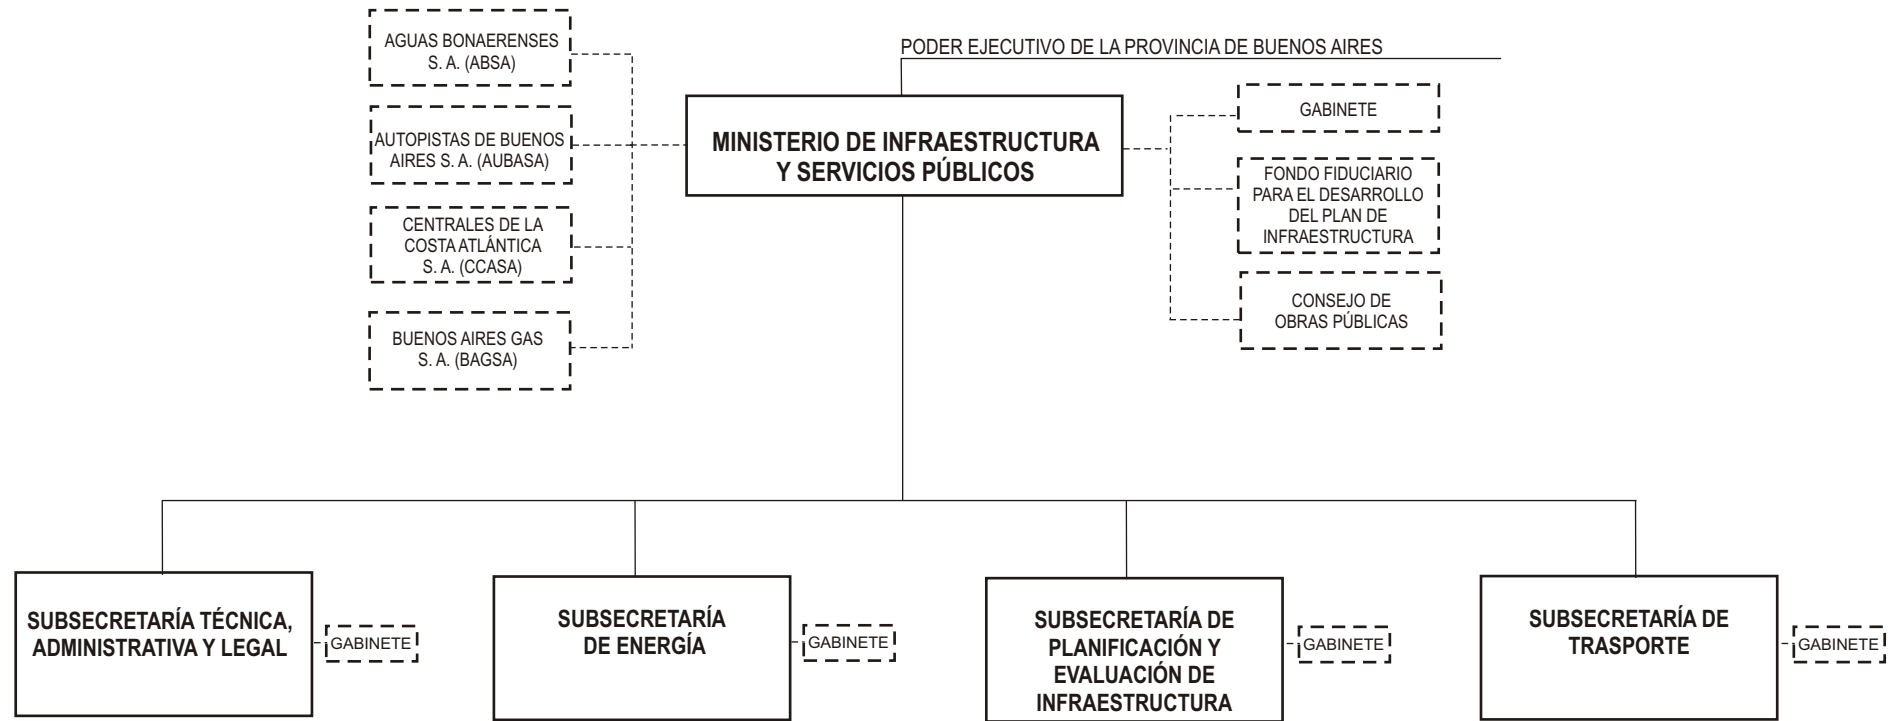 AGUAS BONAERENSES
S. A. (ABSA)
AUTOPISTAS DE BUENOS
AIRES S. A. (AUBASA)
CENTRALES DE LA
COSTA ATLÁNTICA
S. A. (CCASA)
BUENOS AIRES GAS
S. A. (BAGSA)
PODER EJECUTIVO DE LA PROVINCIA DE BUENOS AIRES
MINISTERIO DE INFRAESTRUCTURA
Y SERVICIOS PÚBLICOS
GABINETE
FONDO FIDUCIARIO
PARA EL DESARROLLO
DEL PLAN DE
INFRAESTRUCTURA
CONSEJO DE
OBRAS PÚBLICAS
SUBSECRETARÍA TÉCNICA,
ADMINISTRATIVA Y LEGAL
GABINETE
SUBSECRETARÍA
DE ENERGÍA
GABINETE
SUBSECRETARÍA DE
PLANIFICACIÓN Y
EVALUACIÓN DE
INFRAESTRUCTURA
GABINETE
SUBSECRETARÍA DE
TRASPORTE
GABINETE